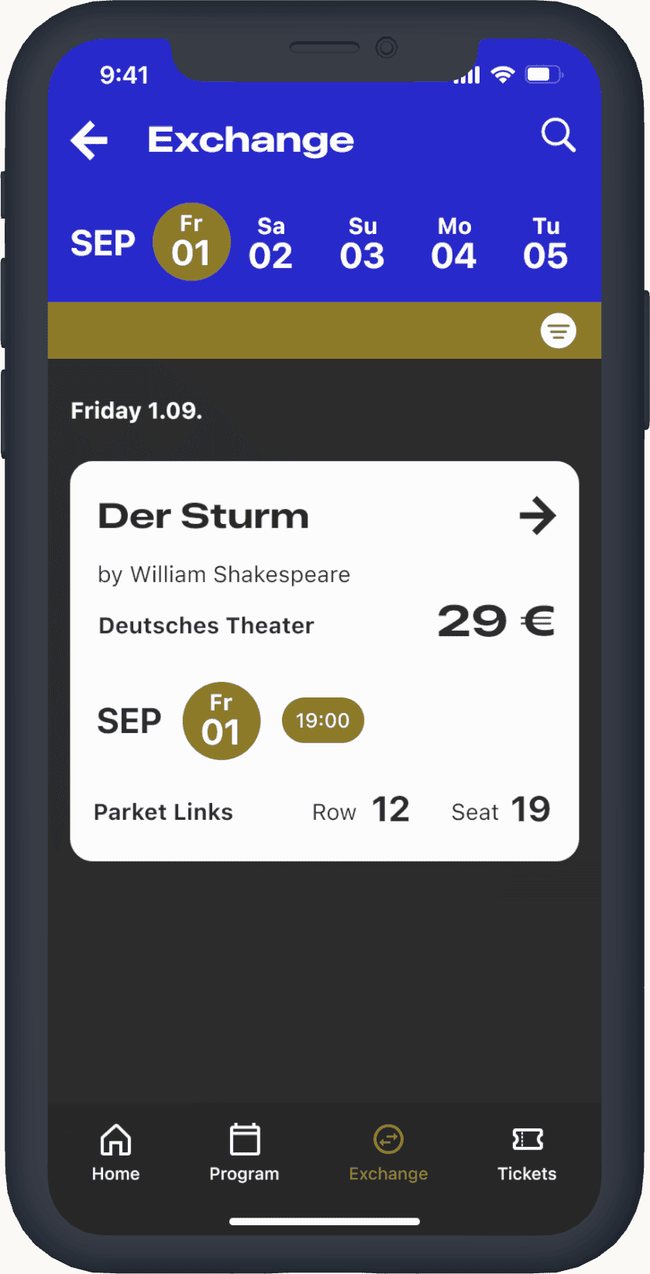 9:41
Exchange
SEP Fr 01 Sa 02 Su 03 Mo 04 Tu 05
Friday 1.09.
Der Sturm
by William Shakespeare
Deutsches Theater 29 €
SEP Fr 01 19:00
Parket Links Row 12 Seat 19
Home Program Exchange Tickets